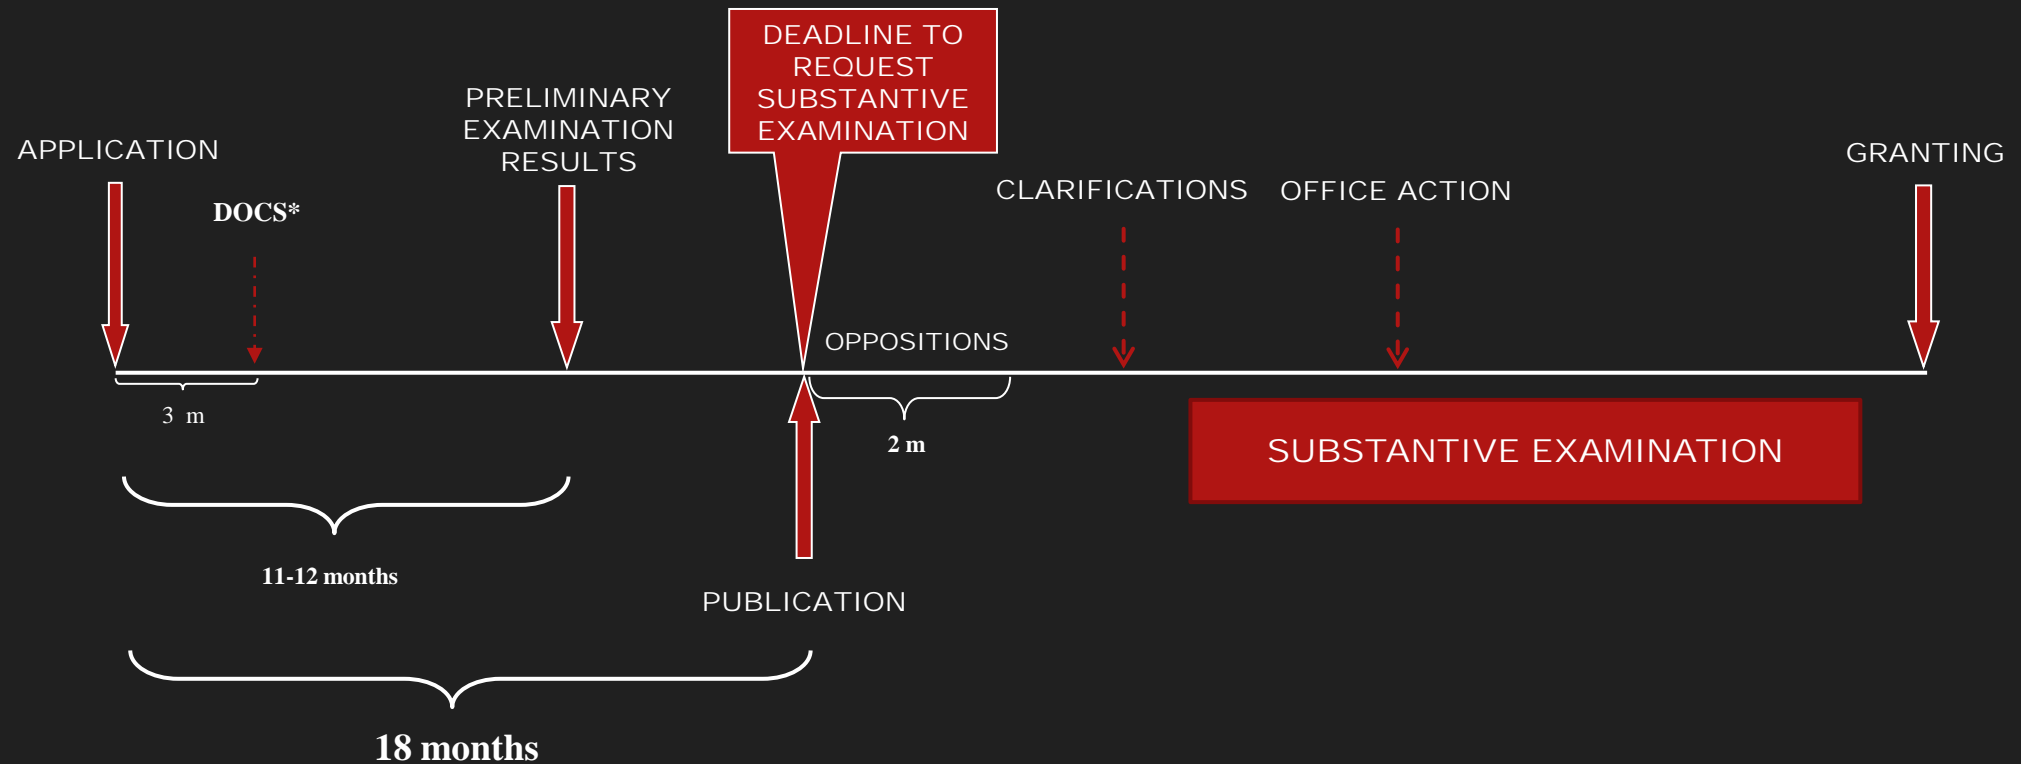 DEADLINE TO
REQUEST
SUBSTANTIVE
EXAMINATION
PRELIMINARY
EXAMINATION
RESULTS
APPLICATION
GRANTING
CLARIFICATIONS
OFFICE ACTION
DOCS*
OPPOSITIONS
3 m
2 m
SUBSTANTIVE EXAMINATION
11-12 months
PUBLICATION
18 months